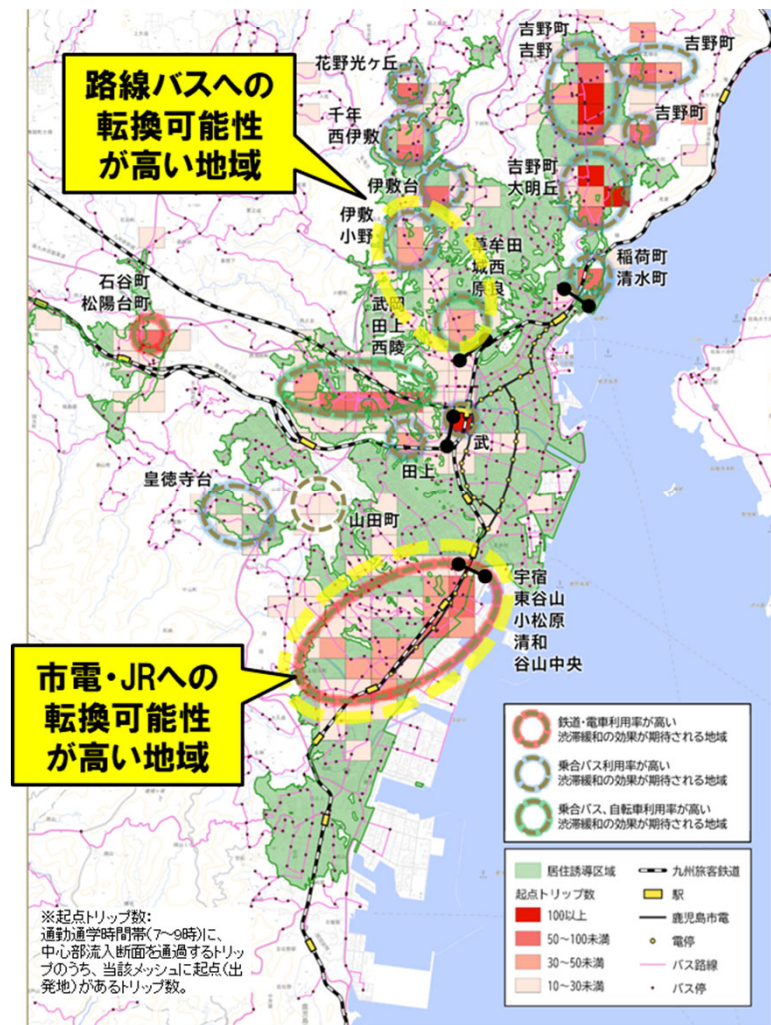 路線バスへの
転換可能性
が高い地域
花野光ヶ丘
千年
西伊敷
伊敷台
伊敷
小野
吉野町
吉野
吉野町
吉野町
吉野町
大明丘
稲荷町
清水町
草牟田
城西
原良
石谷町
松陽台町
武岡
田上
西陵
武
田上
皇徳寺台
山田町
宇宿
東谷山
小松原
清和
谷山中央
市電・JRへの
転換可能性
が高い地域
鉄道・電車利用率が高い
渋滞緩和の効果が期待される地域
乗合バス利用率が高い
渋滞緩和の効果が期待される地域
乗合バス、自転車利用率が高い
渋滞緩和の効果が期待される地域
居住誘導区域
起点トリップ数
100以上
50～100未満
30～50未満
10～30未満
九州旅客鉄道
駅
鹿児島市電
電停
バス路線
バス停
※起点トリップ数:
通勤通学時間帯(7～9時)に、
中心部流入断面を通過するトリッ
プのうち、当該メッシュに起点(出
発地)があるトリップ数。